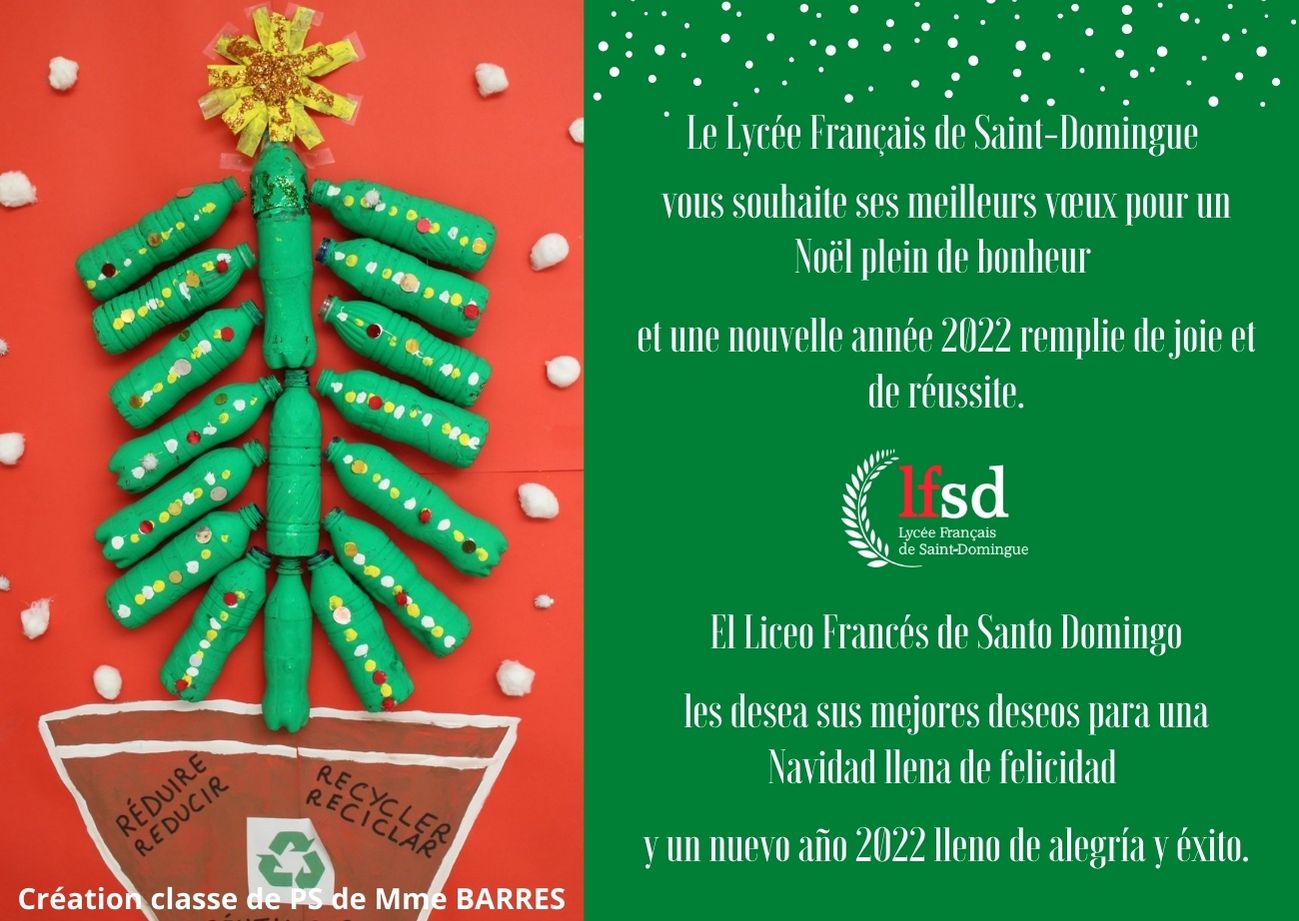 RÉDUIRE
REDUCIR
RECYCLER
RECICLAR
Création classe de PS de Mme BARRES
Le Lycée Français de Saint-Domingue
vous souhaite ses meilleurs vœux pour un
Noël plein de bonheur
et une nouvelle année 2022 remplie de joie et
de réussite.
lfsd
Lycée Français
de Saint-Domingue
El Liceo Francés de Santo Domingo
les desea sus mejores deseos para una
Navidad llena de felicidad
y un nuevo año 2022 lleno de alegría y éxito.